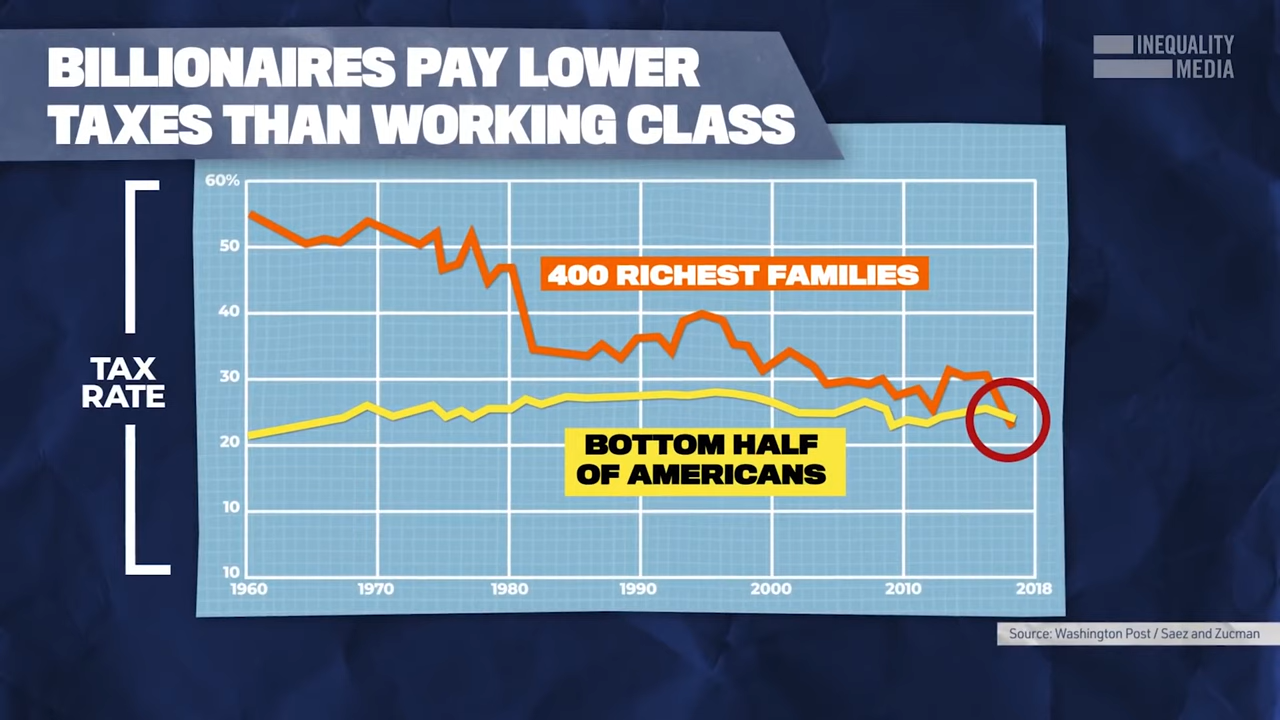 BILLIONAIRES PAY LOWER
TAXES THAN WORKING CLASS
INEQUALITY
MEDIA
TAX
RATE
60%
50
40
30
20
10
10
400 RICHEST FAMILIES
BOTTOM HALF
OF AMERICANS
1960 1970 1980 1990 2000 2010 2018
Source: Washington Post / Saez and Zucman